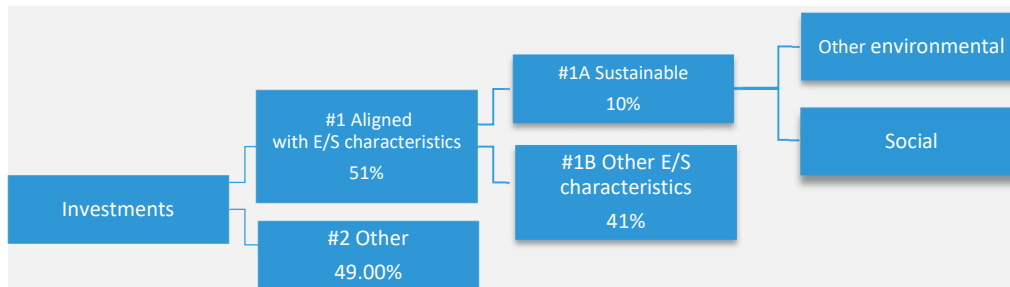 Investments
#1 Aligned
with E/S characteristics
51%
#2 Other
49.00%
#1A Sustainable
10%
#1B Other E/S
characteristics
41%
Other environmental
Social